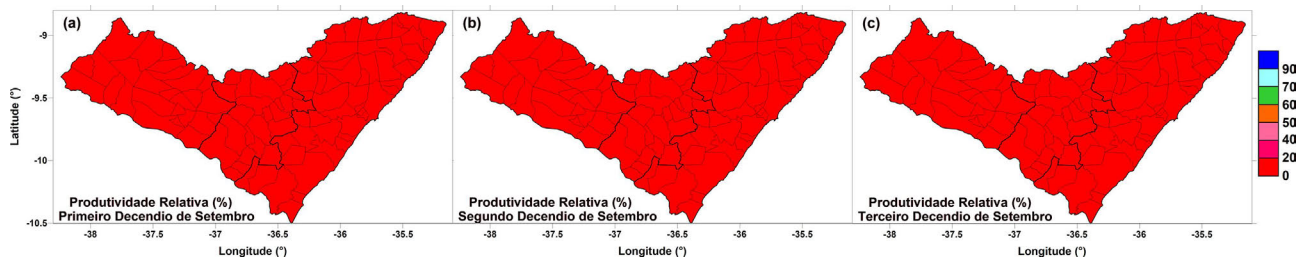 (a)
(b)
(c)
-9
-9.5
-10
-10.5
Latitude (°)
Produtividade Relativa (%)
Primeiro Decendio de Setembro
Produtividade Relativa (%)
Segundo Decendio de Setembro
Produtividade Relativa (%)
Terceiro Decendio de Setembro
-38 -37.5 -37 -36.5 -36 -35.5
-38 -37.5 -37 -36.5 -36 -35.5
-38 -37.5 -37 -36.5 -36 -35.5
Longitude (°)
Longitude (°)
Longitude (°)
90
70
60
50
40
20
0